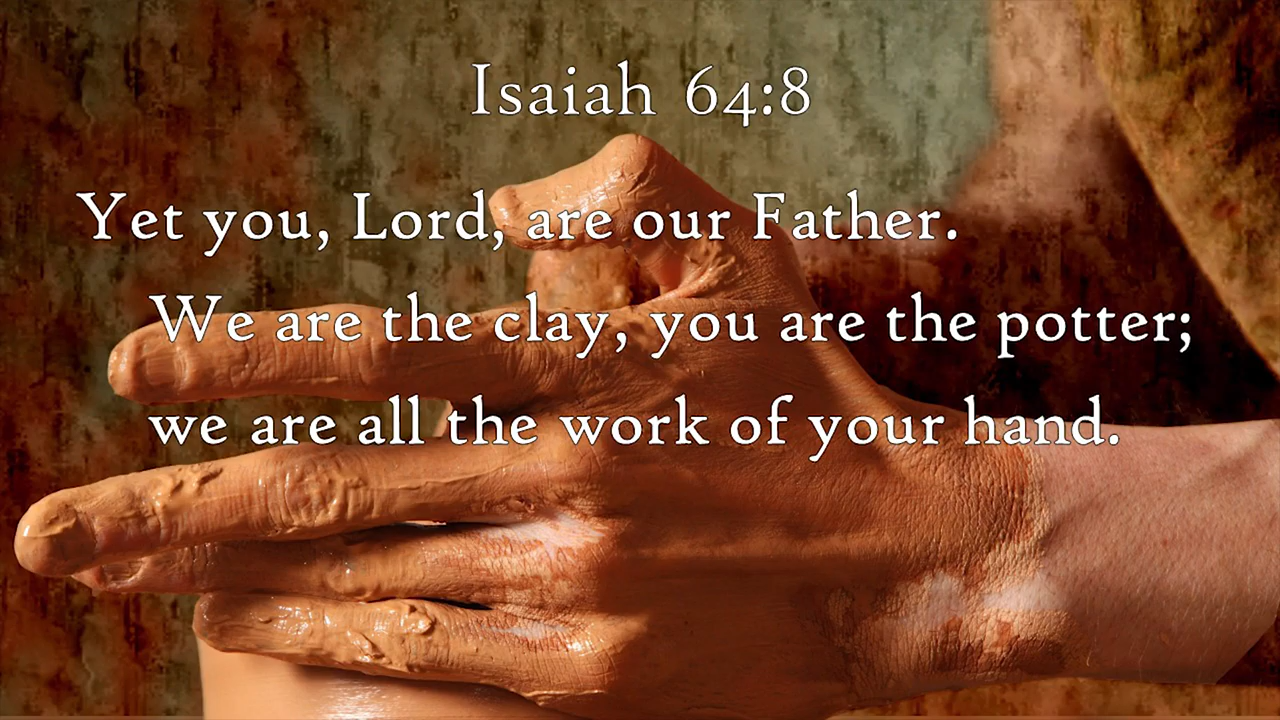 Isaiah 64:8
Yet you, Lord, are our Father.
We are the clay, you are the potter;
we are all the work of your hand.